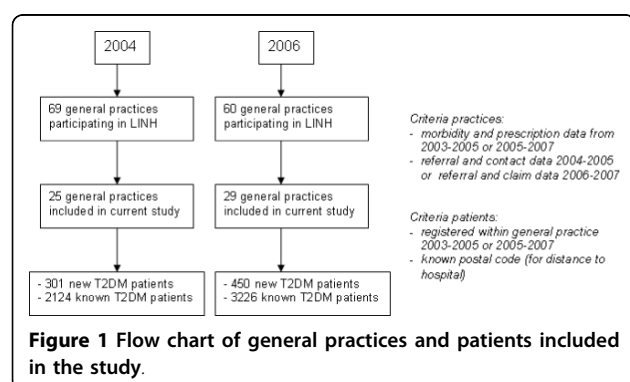 2004
69 general practices
participating in LINH
25 general practices
included in current study
- 301 new T2DM patients
- 2124 known T2DM patients
2006
60 general practices
participating in LINH
29 general practices
included in current study
- 450 new T2DM patients
- 3226 known T2DM patients
Criteria practices:
- morbidity and prescription data from
2003-2005 or 2005-2007
- referral and contact data 2004-2005
or referral and claim data 2006-2007
Criteria patients:
- registered within general practice
2003-2005 or 2005-2007
- known postal code (for distance to
hospital)
Figure 1 Flow chart of general practices and patients included
in the study.